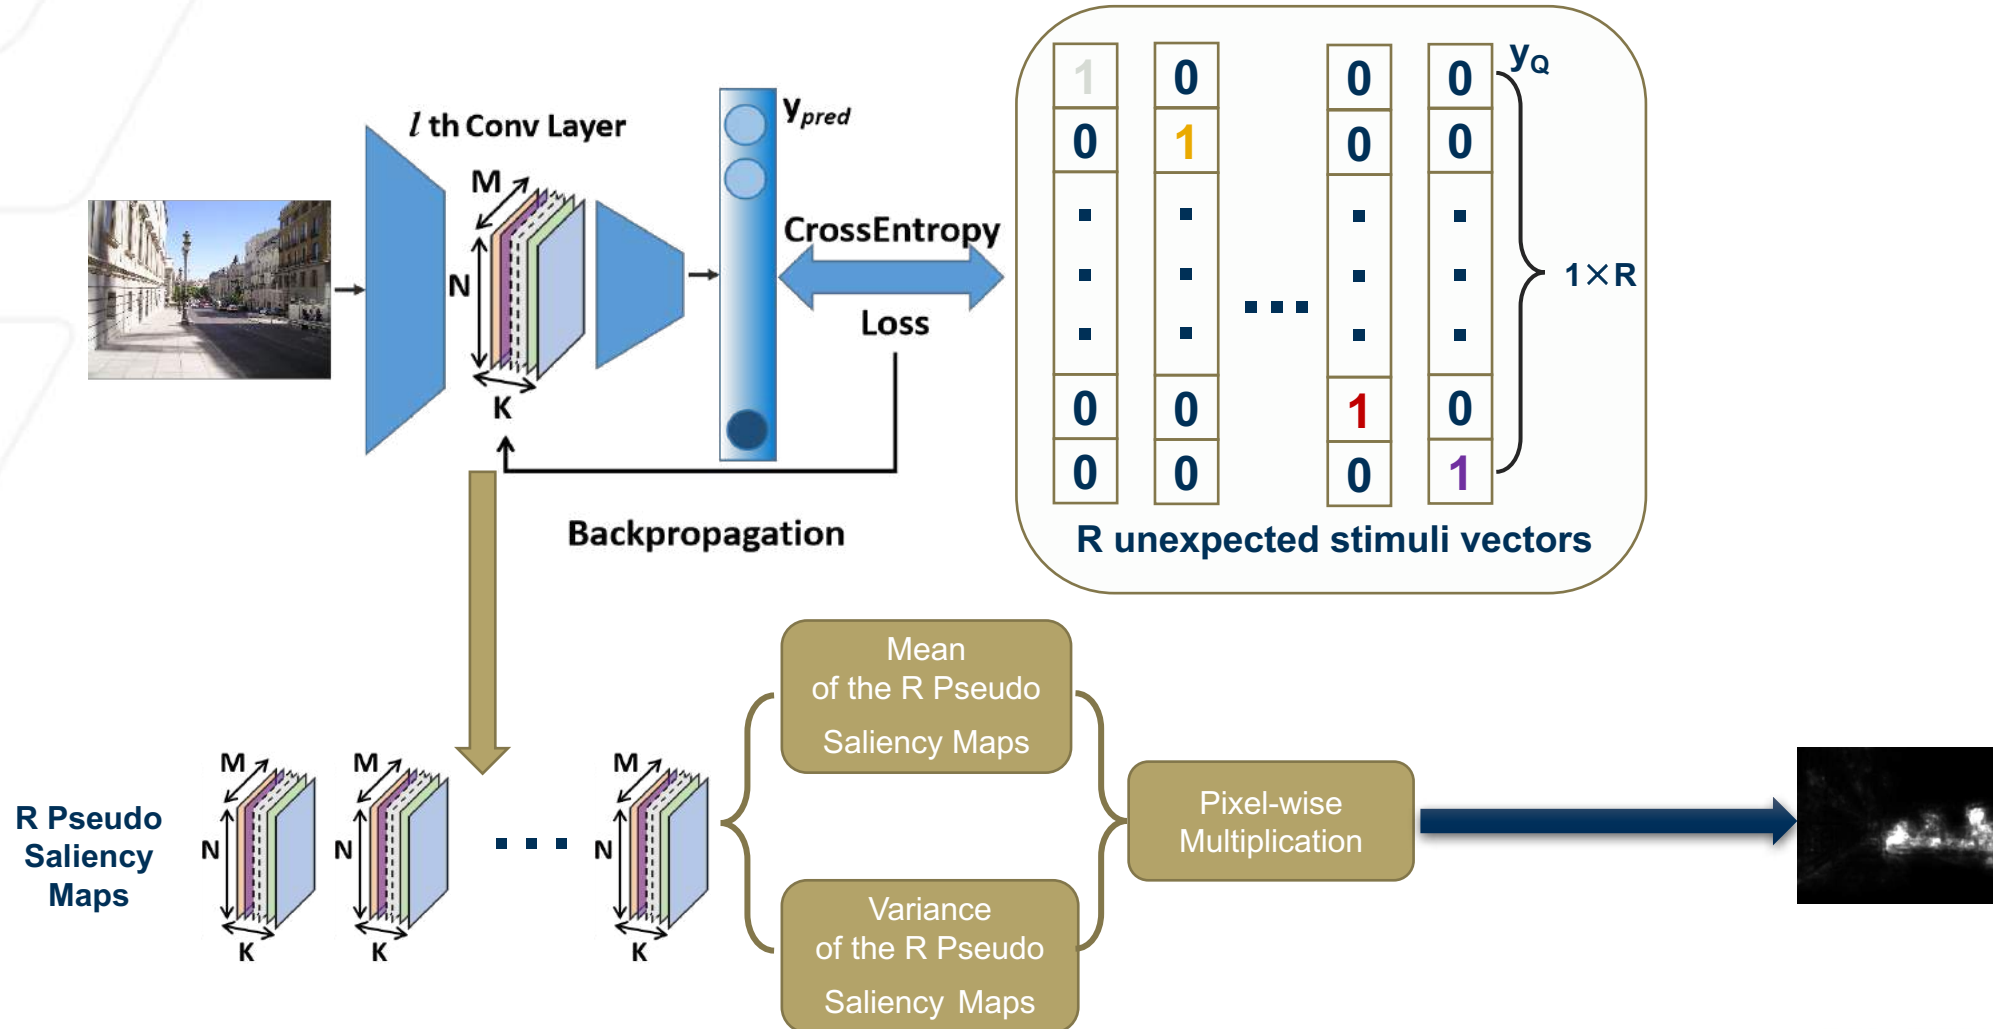 l th Conv Layer
M
N
K
y_pred
CrossEntropy
Loss
Backpropagation
1 0 0 0
0 1 0 0
. . . .
. . . .
...
. . . .
0 0 1 0
0 0 0 1
y_Q
1×R
R unexpected stimuli vectors
R Pseudo
Saliency
Maps
M
N
K
M
N
K
...
M
N
K
Mean
of the R Pseudo
Saliency Maps
Variance
of the R Pseudo
Saliency Maps
Pixel-wise
Multiplication